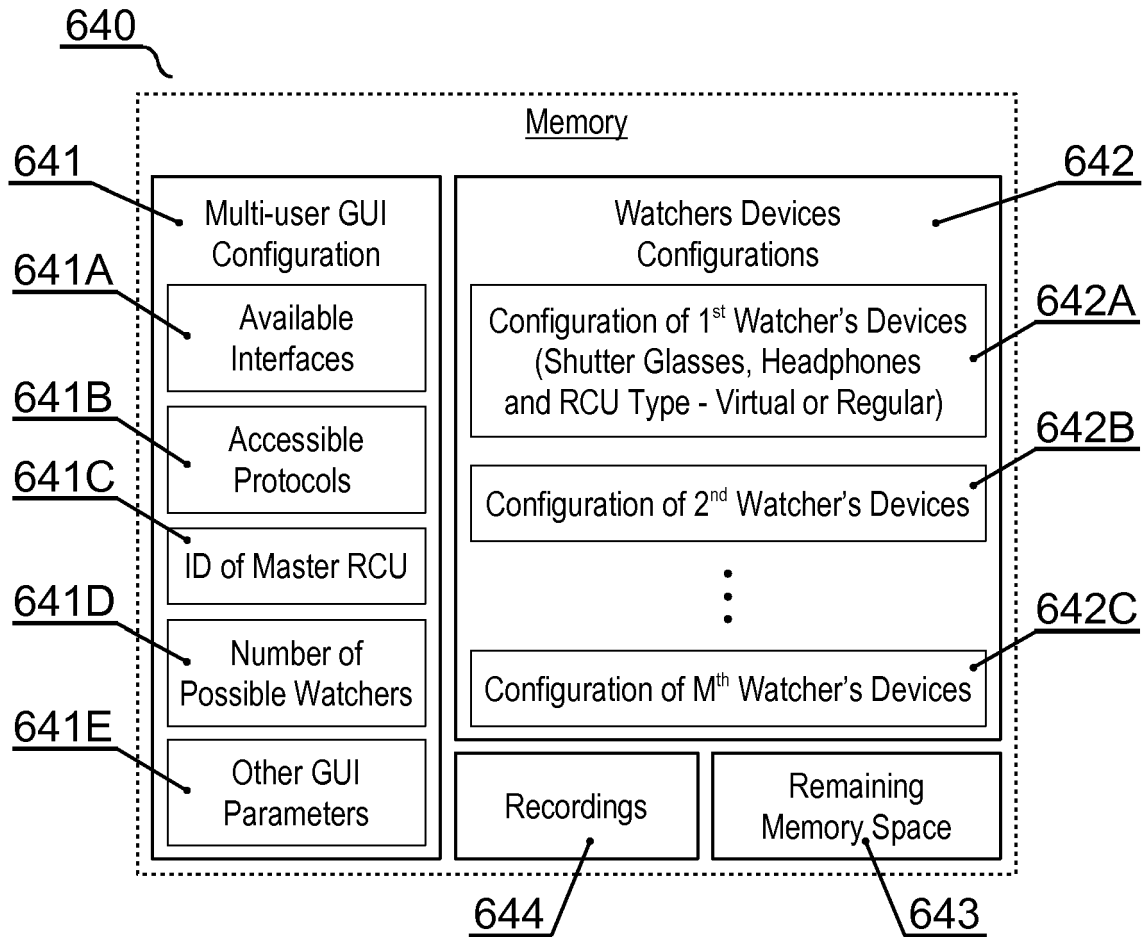 640
Memory
641
Multi-user GUI
Configuration
641A
Available
Interfaces
641B
Accessible
Protocols
641C
ID of Master RCU
641D
Number of
Possible Watchers
641E
Other GUI
Parameters
642
Watchers Devices
Configurations
642A
Configuration of 1st Watcher's Devices
(Shutter Glasses, Headphones
and RCU Type - Virtual or Regular)
642B
Configuration of 2nd Watcher's Devices
642C
Configuration of Mth Watcher's Devices
Recordings
644
Remaining
Memory Space
643